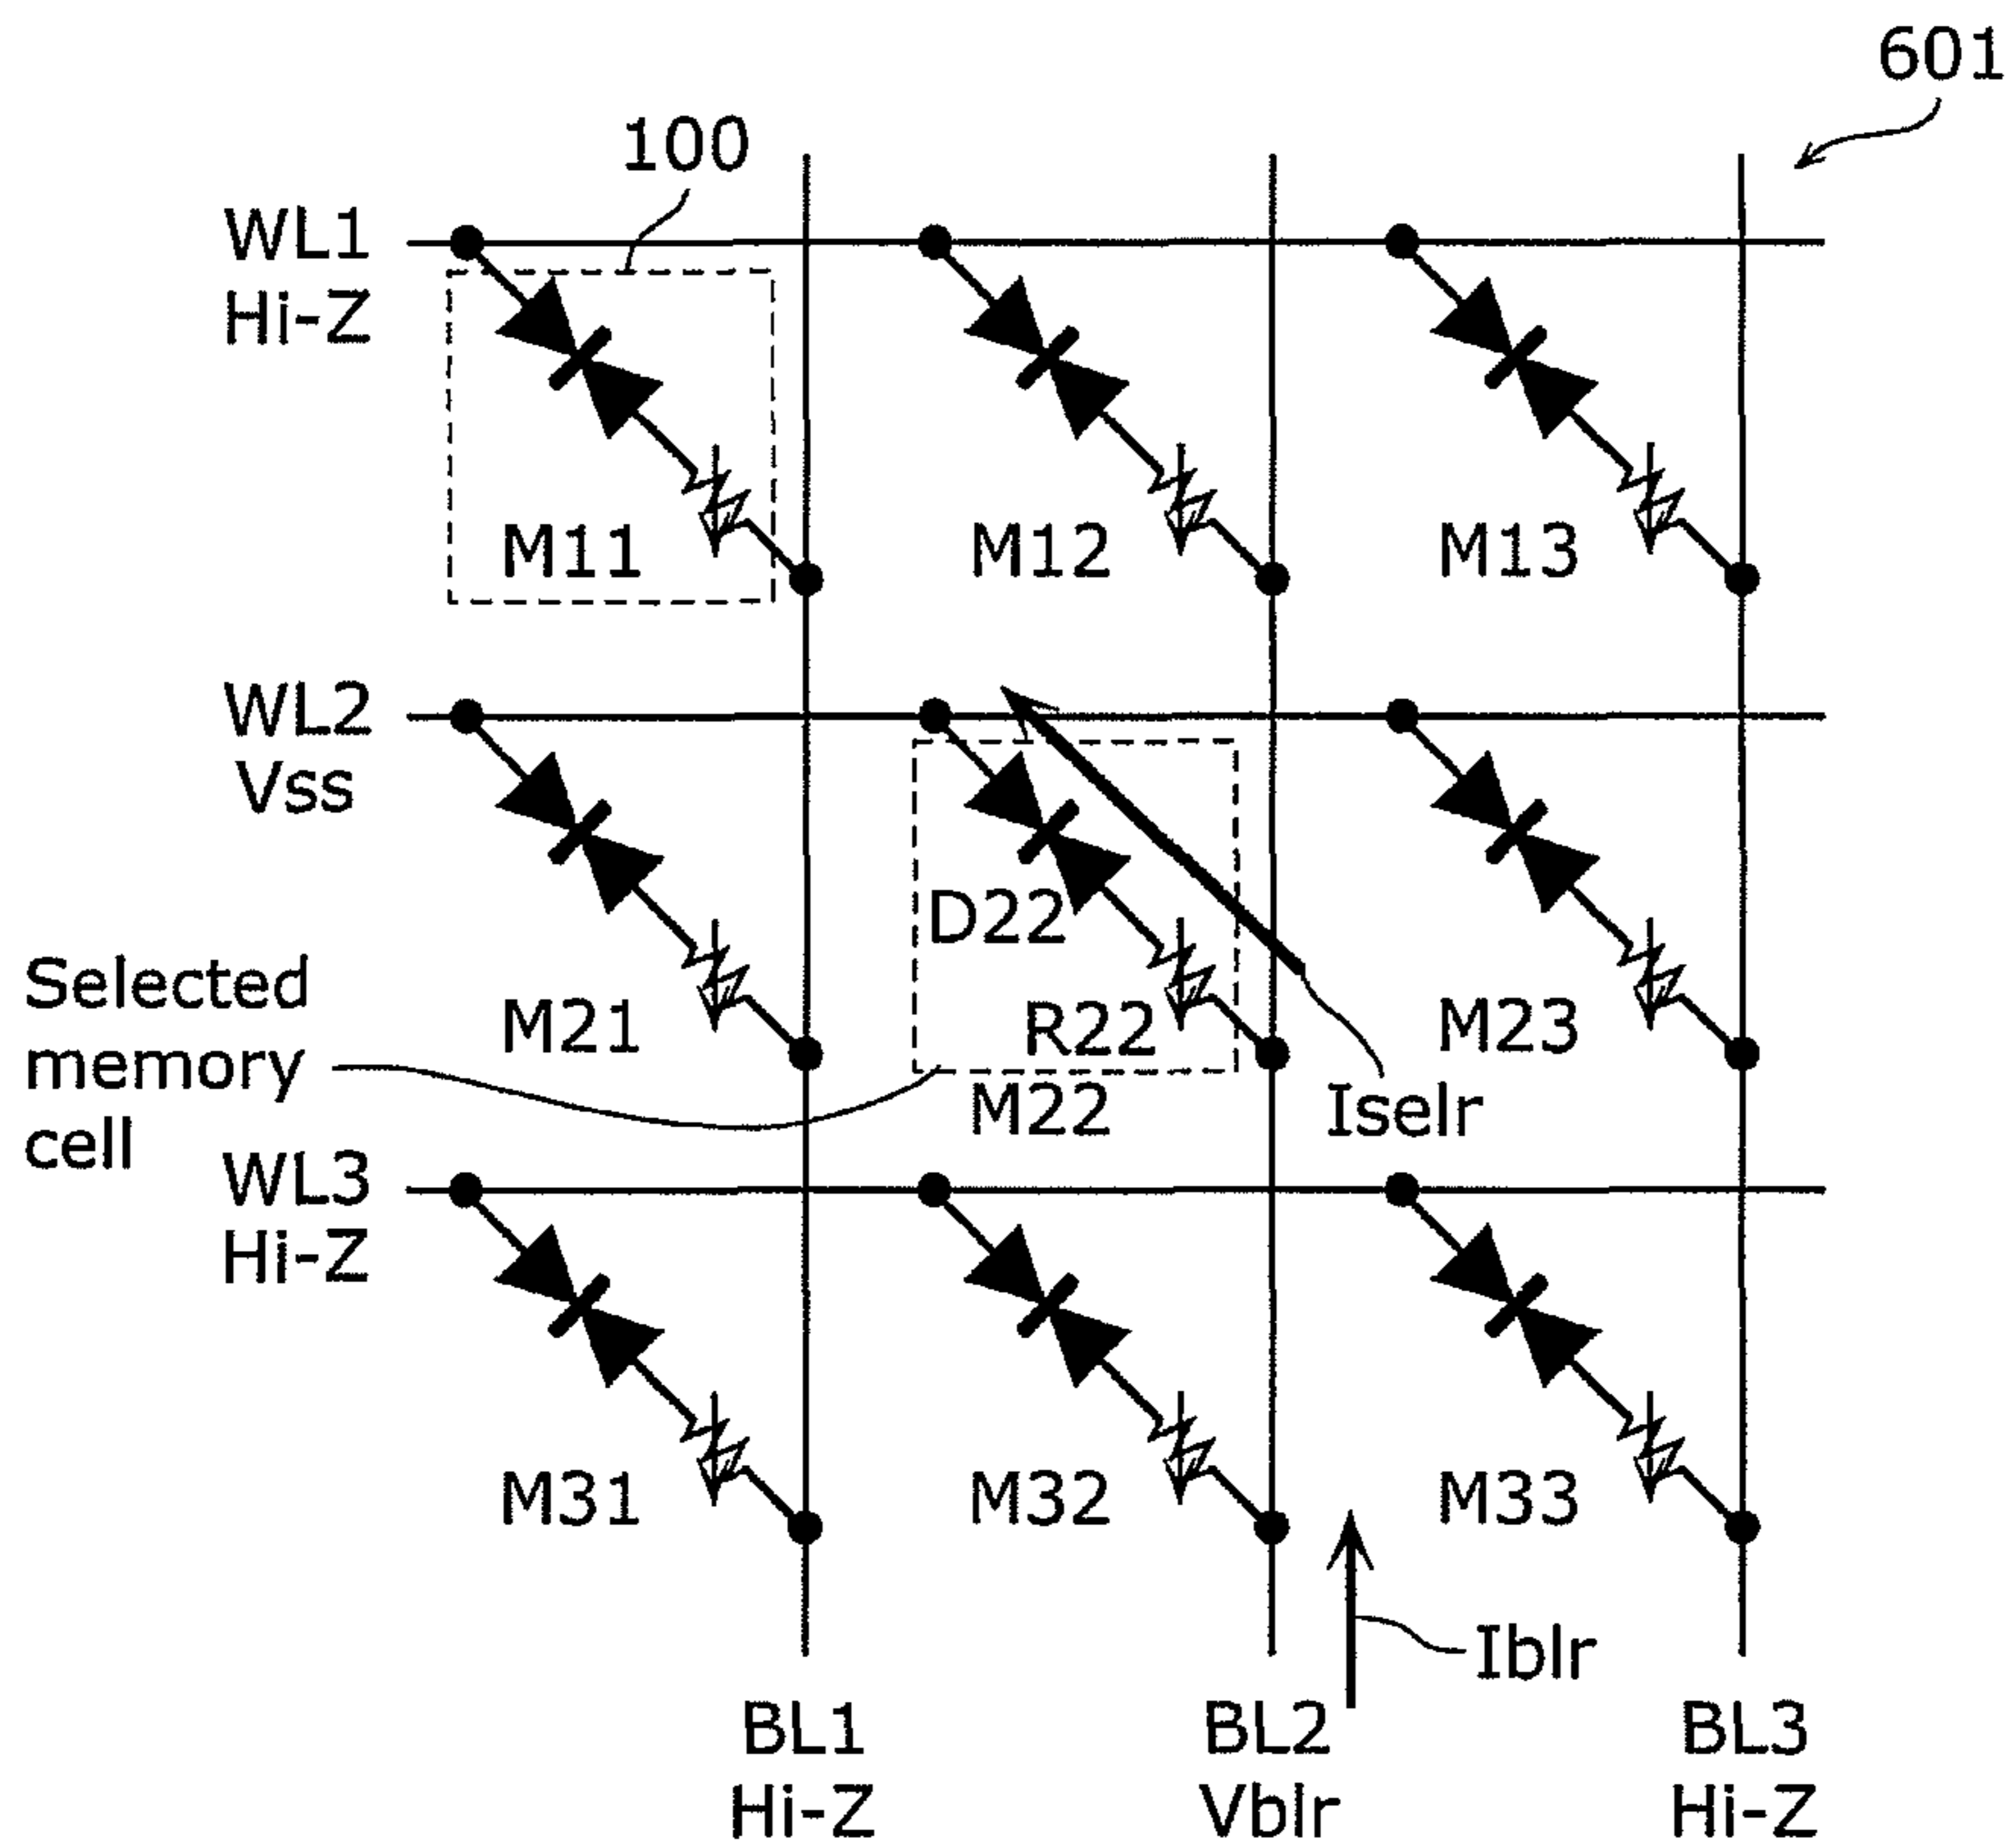 601
100
WL1
Hi-Z
M11
M12
M13
WL2
Vss
D22
Selected
memory
cell
M21
R22
M23
M22
Iselr
WL3
Hi-Z
M31
M32
M33
Iblr
BL1
Hi-Z
BL2
Vblr
BL3
Hi-Z